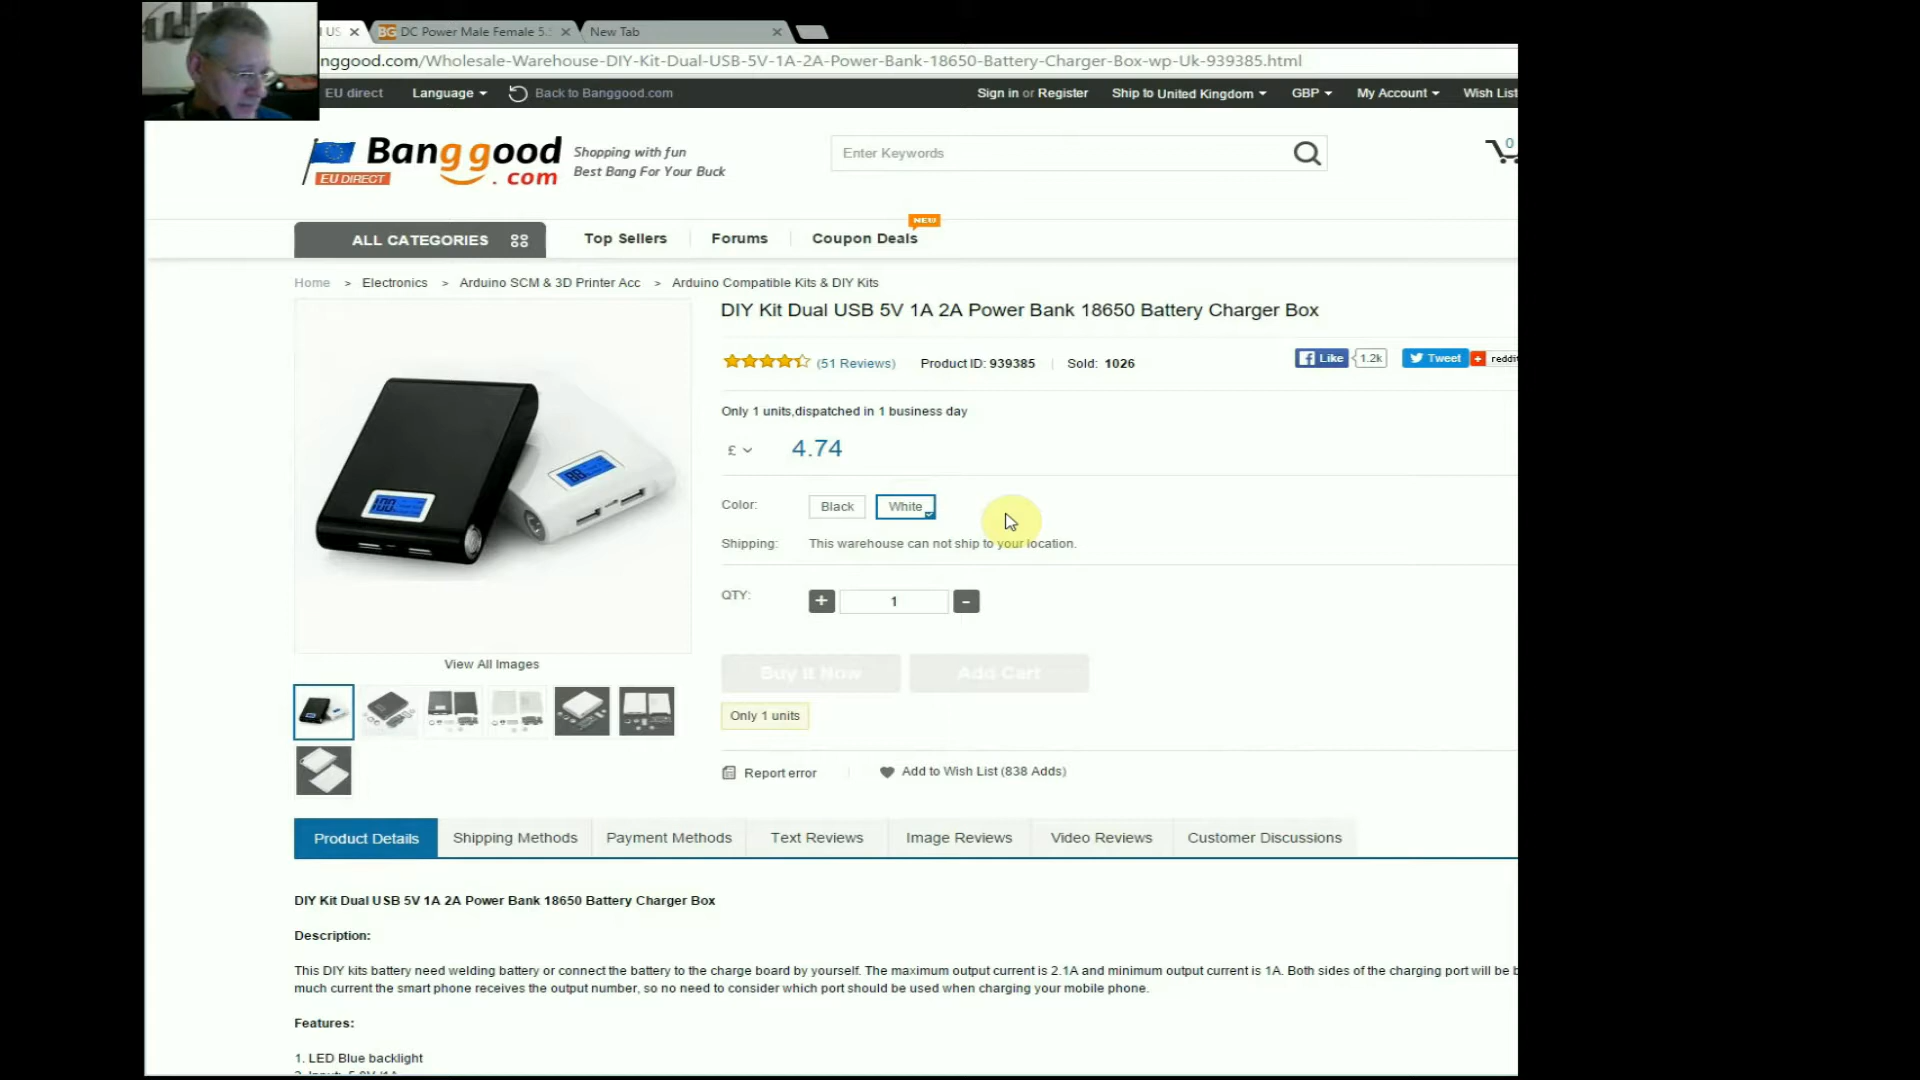 US
DC Power Male Female 5.
New Tab
nggood.com/Wholesale-Warehouse-DIY-Kit-Dual-USB-5V-1A-2A-Power-Bank-18650-Battery-Charger-Box-wp-Uk-939385.html
EU direct
Language
Back to Banggood.com
Sign in or Register
Ship to United Kingdom
GBP
My Account
Wish List
Banggood
.com
EU DIRECT
Shopping with fun
Best Bang For Your Buck
Enter Keywords
0
NEW
ALL CATEGORIES
Top Sellers
Forums
Coupon Deals
Home > Electronics > Arduino SCM & 3D Printer Acc > Arduino Compatible Kits & DIY Kits
DIY Kit Dual USB 5V 1A 2A Power Bank 18650 Battery Charger Box
(51 Reviews)
Product ID: 939385
Sold: 1026
Like
1.2k
Tweet
reddit
Only 1 units,dispatched in 1 business day
£
4.74
Color:
Black
White
Shipping:
This warehouse can not ship to your location.
QTY:
+
1
-
Buy It Now
Add Cart
View All Images
Only 1 units
Report error
Add to Wish List (838 Adds)
Product Details
Shipping Methods
Payment Methods
Text Reviews
Image Reviews
Video Reviews
Customer Discussions
DIY Kit Dual USB 5V 1A 2A Power Bank 18650 Battery Charger Box
Description:
This DIY kits battery need welding battery or connect the battery to the charge board by yourself. The maximum output current is 2.1A and minimum output current is 1A. Both sides of the charging port will be b
much current the smart phone receives the output number, so no need to consider which port should be used when charging your mobile phone.
Features:
1. LED Blue backlight